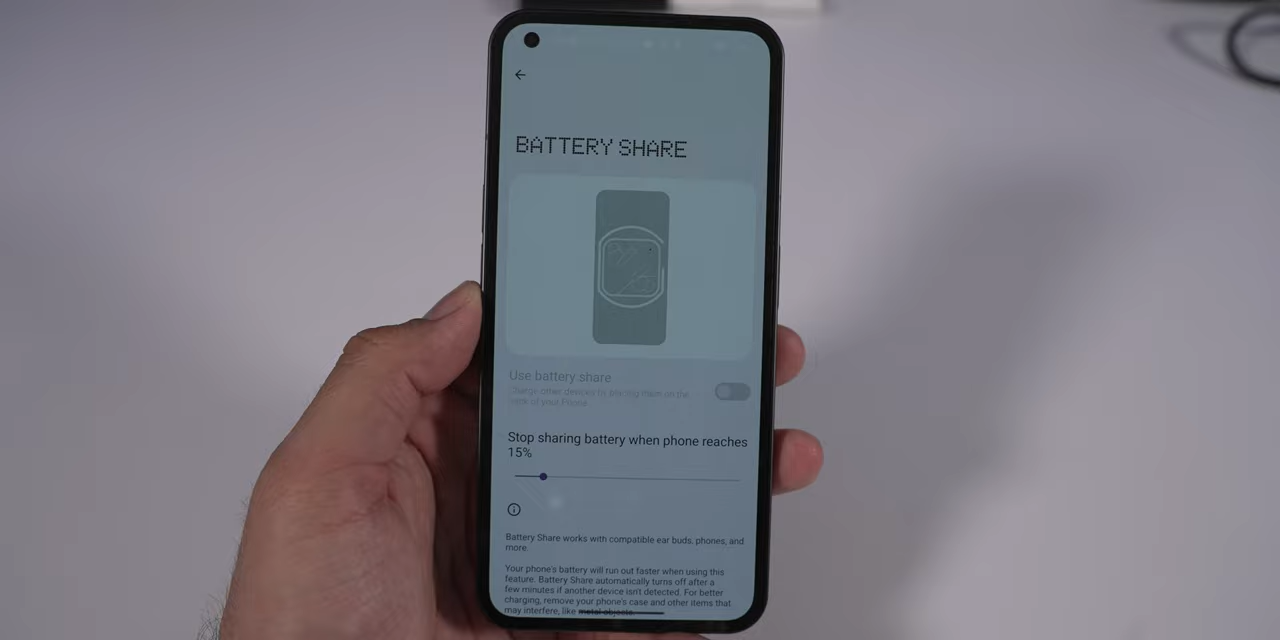 BATTERY SHARE
Use battery share
Charge other devices by placing them on the
back of your Phone
Stop sharing battery when phone reaches
15%
Battery Share works with compatible ear buds, phones, and
more.
Your phone's battery will run out faster when using this
feature. Battery Share automatically turns off after a
few minutes if another device isn't detected. For better
charging, remove your phone's case and other items that
may interfere, like metal objects.